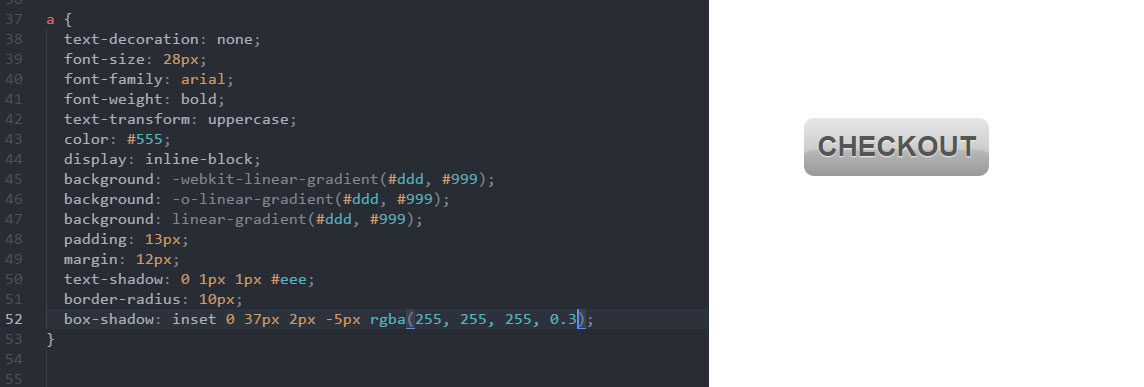 37 a {
38 text-decoration: none;
39 font-size: 28px;
40 font-family: arial;
41 font-weight: bold;
42 text-transform: uppercase;
43 color: #555;
44 display: inline-block;
45 background: -webkit-linear-gradient(#ddd, #999);
46 background: -o-linear-gradient(#ddd, #999);
47 background: linear-gradient(#ddd, #999);
48 padding: 13px;
49 margin: 12px;
50 text-shadow: 0 1px 1px #eee;
51 border-radius: 10px;
52 box-shadow: inset 0 37px 2px -5px rgba(255, 255, 255, 0.3);
53 }
54
55
CHECKOUT